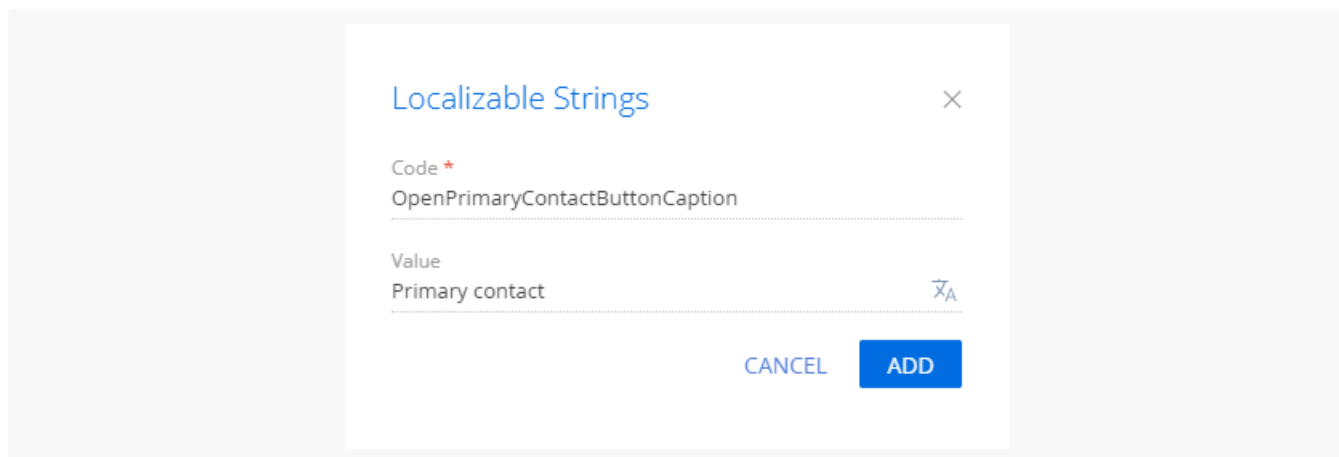 Localizable Strings
Code *
OpenPrimaryContactButtonCaption
Value
Primary contact
CANCEL ADD